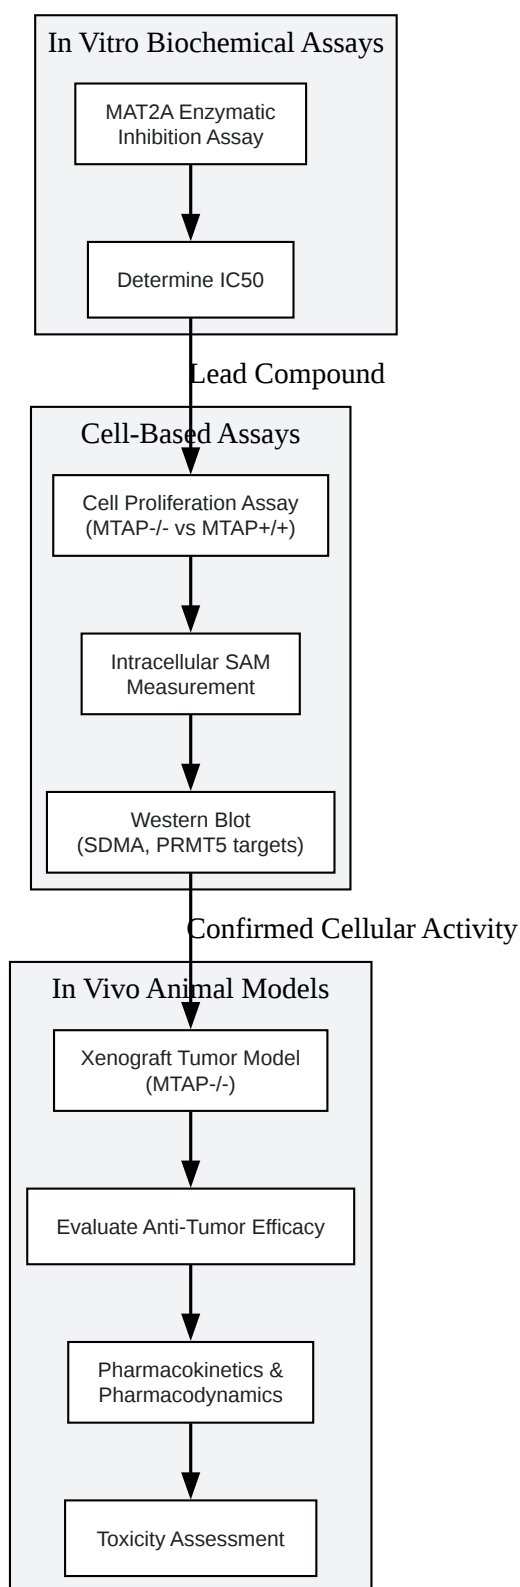 In Vitro Biochemical Assays
MAT2A Enzymatic
Inhibition Assay
Determine IC50
Lead Compound
Cell-Based Assays
Cell Proliferation Assay
(MTAP-/- vs MTAP+/+)
Intracellular SAM
Measurement
Western Blot
(SDMA, PRMT5 targets)
Confirmed Cellular Activity
In Vivo Animal Models
Xenograft Tumor Model
(MTAP-/-)
Evaluate Anti-Tumor Efficacy
Pharmacokinetics &
Pharmacodynamics
Toxicity Assessment